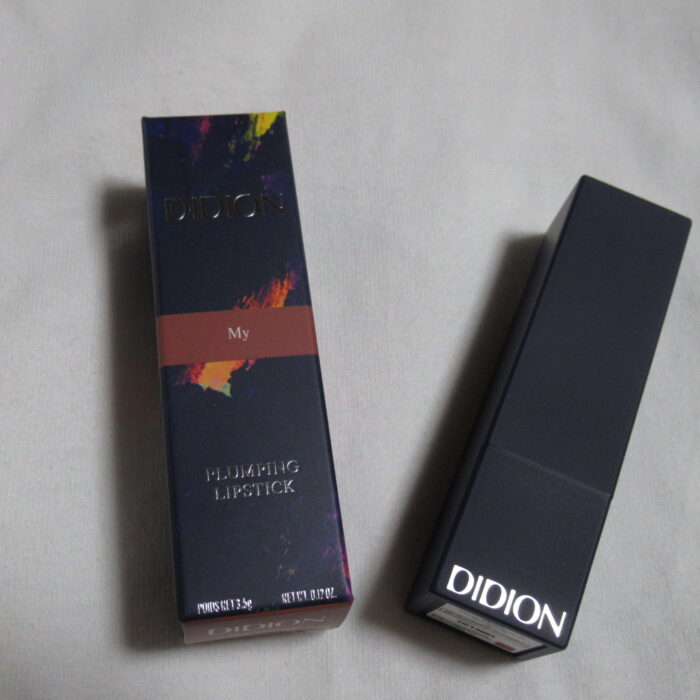 DIDION
My
PLUMPING
LIPSTICK
POIDS NET 3.5g NET WT. 0.12 OZ.
DIDION
DIDION